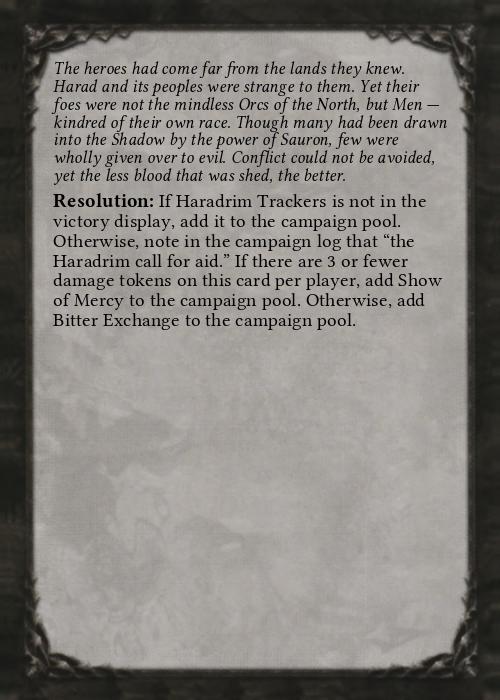 The heroes had come far from the lands they knew.
Harad and its peoples were strange to them. Yet their
foes were not the mindless Orcs of the North, but Men —
kindred of their own race. Though many had been drawn
into the Shadow by the power of Sauron, few were
wholly given over to evil. Conflict could not be avoided,
yet the less blood that was shed, the better.
Resolution: If Haradrim Trackers is not in the
victory display, add it to the campaign pool.
Otherwise, note in the campaign log that “the
Haradrim call for aid.” If there are 3 or fewer
damage tokens on this card per player, add Show
of Mercy to the campaign pool. Otherwise, add
Bitter Exchange to the campaign pool.